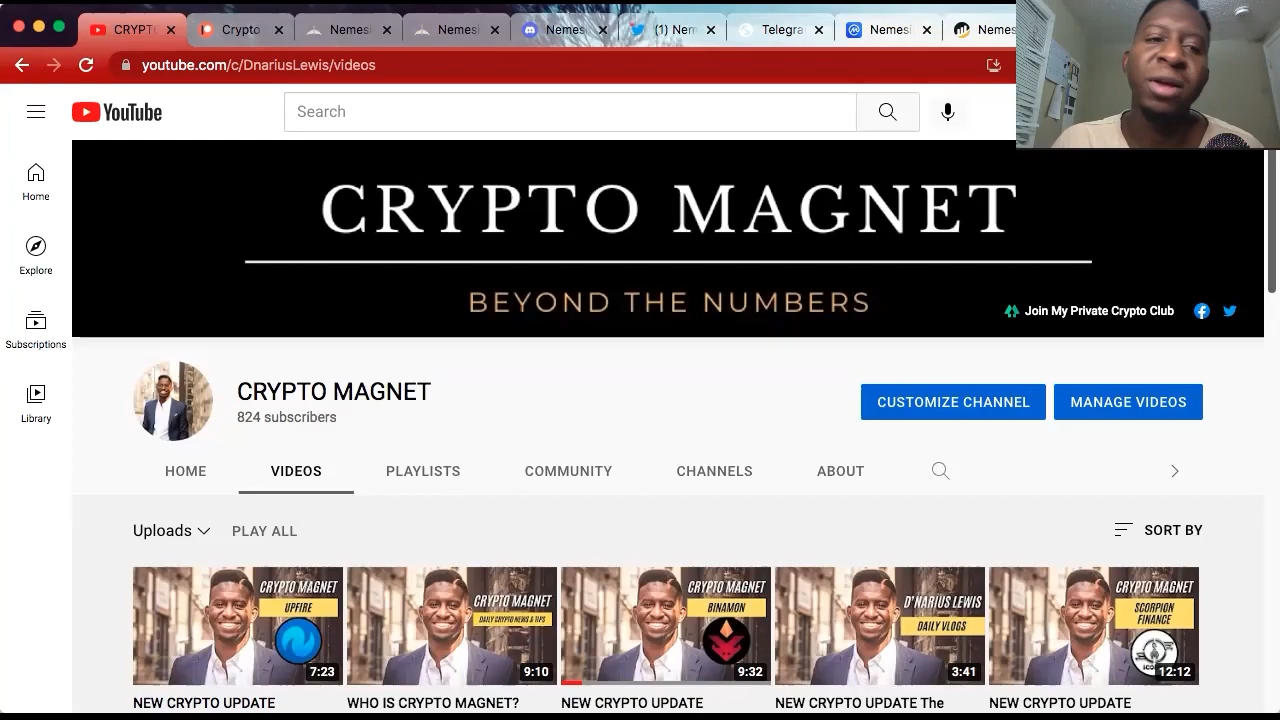 CRYPT
Crypto
Nemesi
Nemesi
Nemes
(1) Nem
Telegra
Nemesi
Nemes
youtube.com/c/DnariusLewis/videos
YouTube
Search
CRYPTO MAGNET
BEYOND THE NUMBERS
Join My Private Crypto Club
Home
Explore
Subscriptions
Library
CRYPTO MAGNET
824 subscribers
CUSTOMIZE CHANNEL
MANAGE VIDEOS
HOME
VIDEOS
PLAYLISTS
COMMUNITY
CHANNELS
ABOUT
Uploads
PLAY ALL
SORT BY
CRYPTO MAGNET
UPFIRE
7:23
CRYPTO MAGNET
DAILY CRYPTO NEWS & TIPS
9:10
CRYPTO MAGNET
BINAMON
9:32
D'NARIUS LEWIS
DAILY VLOGS
3:41
CRYPTO MAGNET
SCORPION
FINANCE
12:12
NEW CRYPTO UPDATE
WHO IS CRYPTO MAGNET?
NEW CRYPTO UPDATE
NEW CRYPTO UPDATE The
NEW CRYPTO UPDATE